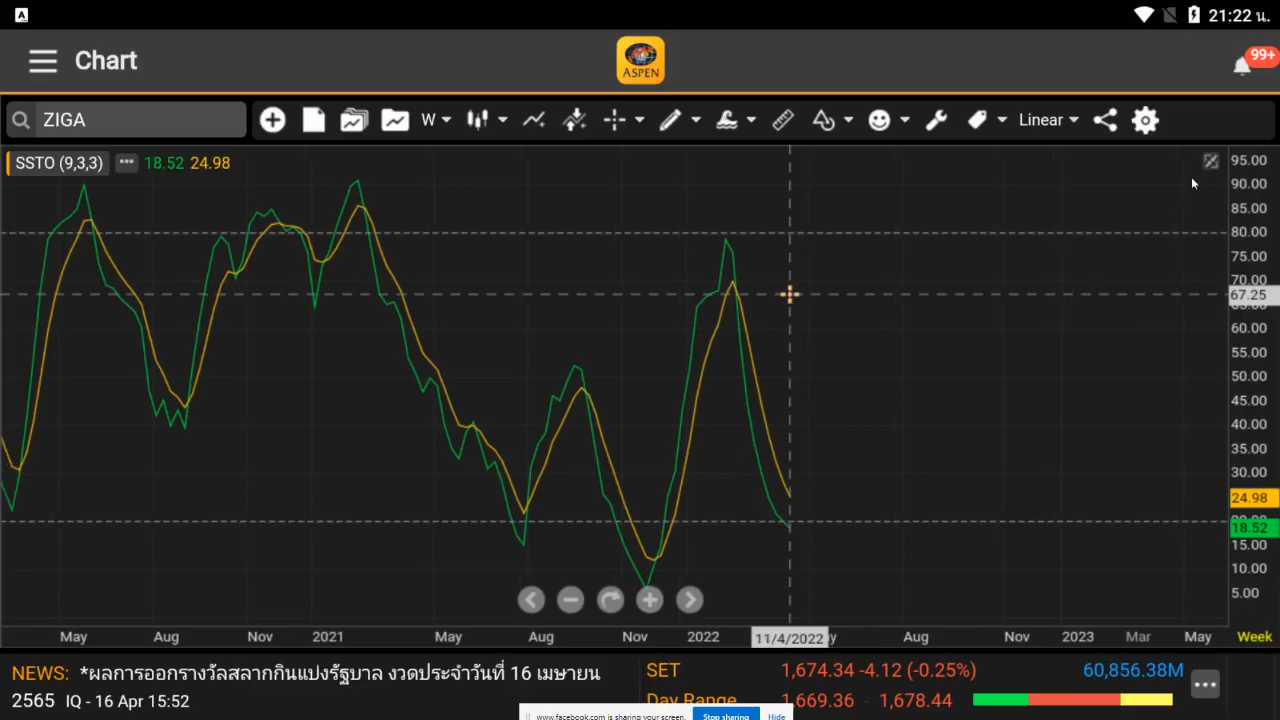 A
21:22 น.
Chart
ASPEN
99+
ZIGA
W
Linear
SSTO (9,3,3) ••• 18.52 24.98
95.00
90.00
85.00
80.00
75.00
70.00
67.25
60.00
55.00
50.00
45.00
40.00
35.00
30.00
24.98
18.52
15.00
10.00
5.00
May Aug Nov 2021 May Aug Nov 2022 11/4/2022 Aug Nov 2023 Mar May Week
NEWS: *ผลการออกรางวัลสลากกินแบ่งรัฐบาล งวดประจำวันที่ 16 เมษายน
2565 IQ - 16 Apr 15:52
SET 1,674.34 -4.12 (-0.25%) 60,856.38M
Day Range 1,669.36 - 1,678.44
www.facebook.com is sharing your screen. Stop sharing Hide